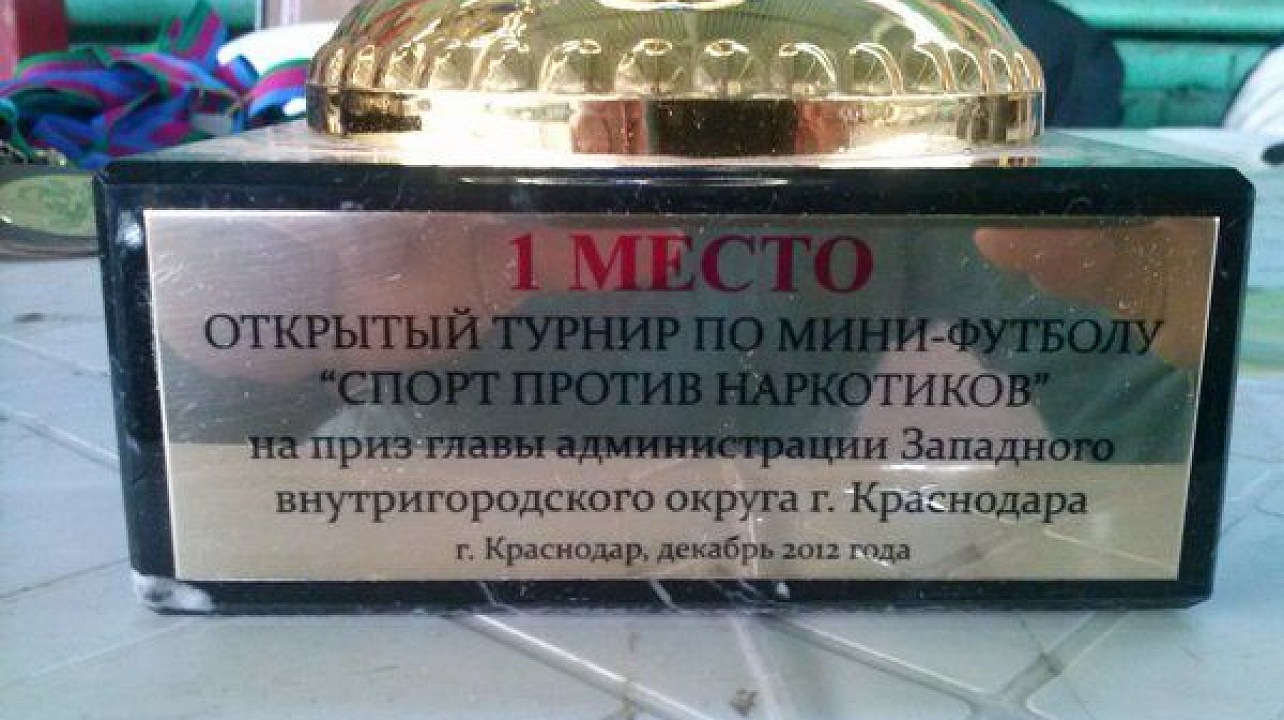 1 МЕСТО
ОТКРЫТЫЙ ТУРНИР ПО МИНИ-ФУТБОЛУ
“СПОРТ ПРОТИВ НАРКОТИКОВ”
на приз главы администрации Западного
внутригородского округа г. Краснодара
г. Краснодар, декабрь 2012 года